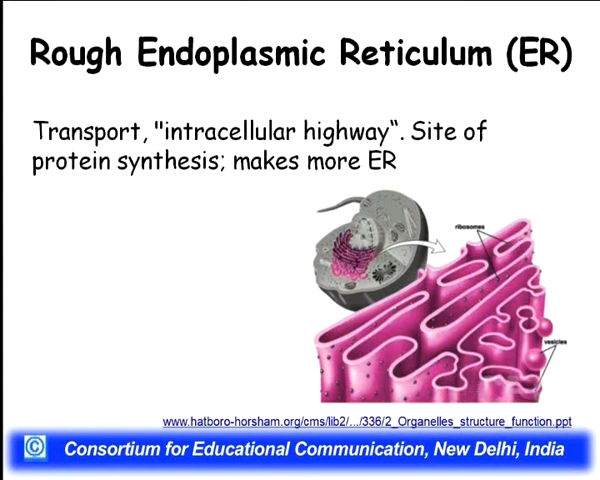 Rough Endoplasmic Reticulum (ER)
Transport, "intracellular highway“. Site of
protein synthesis; makes more ER
ribosomes
vesicles
www.hatboro-horsham.org/cms/lib2/.../336/2_Organelles_structure_function.ppt
© Consortium for Educational Communication, New Delhi, India